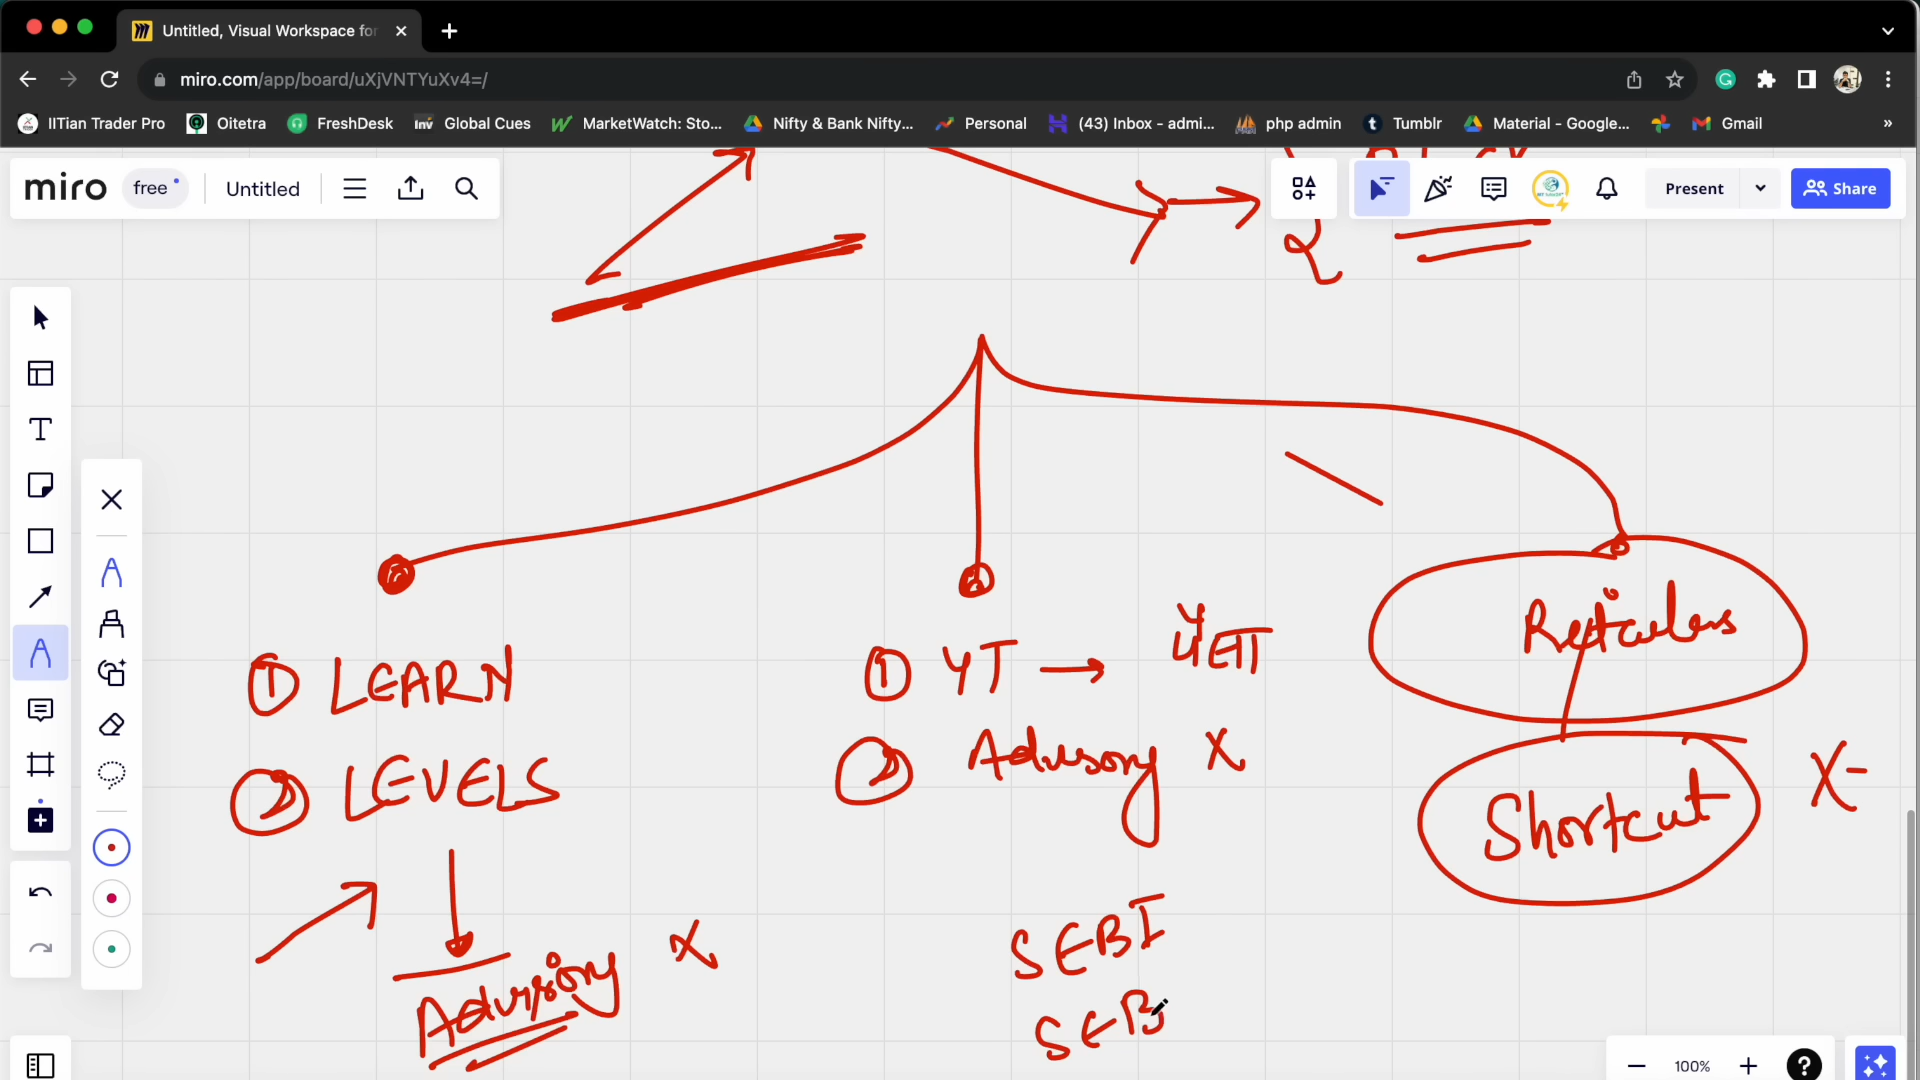 Untitled, Visual Workspace for
miro.com/app/board/uXjVNTYuXv4=/
IITian Trader Pro
Oitetra
FreshDesk
Inv Global Cues
MarketWatch: Sto...
Nifty & Bank Nifty...
Personal
(43) Inbox - admi...
php admin
Tumblr
Material - Google...
Gmail
»
miro
free
Untitled
Present
Share
① LEARN
② LEVELS
Advisory X
① YT →
② Advisory X
SEBI
SEB
Shortcut X-
100%